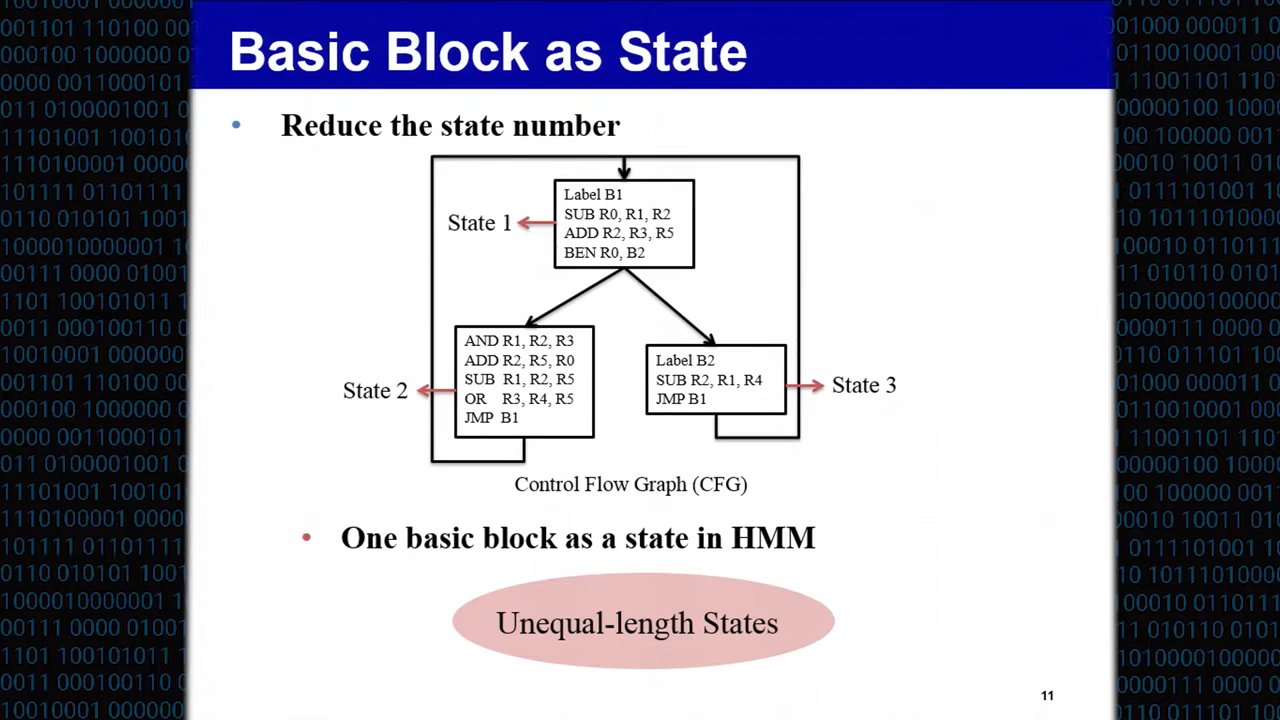 Basic Block as State
• Reduce the state number
Label B1
SUB R0, R1, R2
ADD R2, R3, R5
BEN R0, B2
State 1
AND R1, R2, R3
ADD R2, R5, R0
SUB R1, R2, R5
OR R3, R4, R5
JMP B1
State 2
Label B2
SUB R2, R1, R4
JMP B1
State 3
Control Flow Graph (CFG)
• One basic block as a state in HMM
Unequal-length States
11